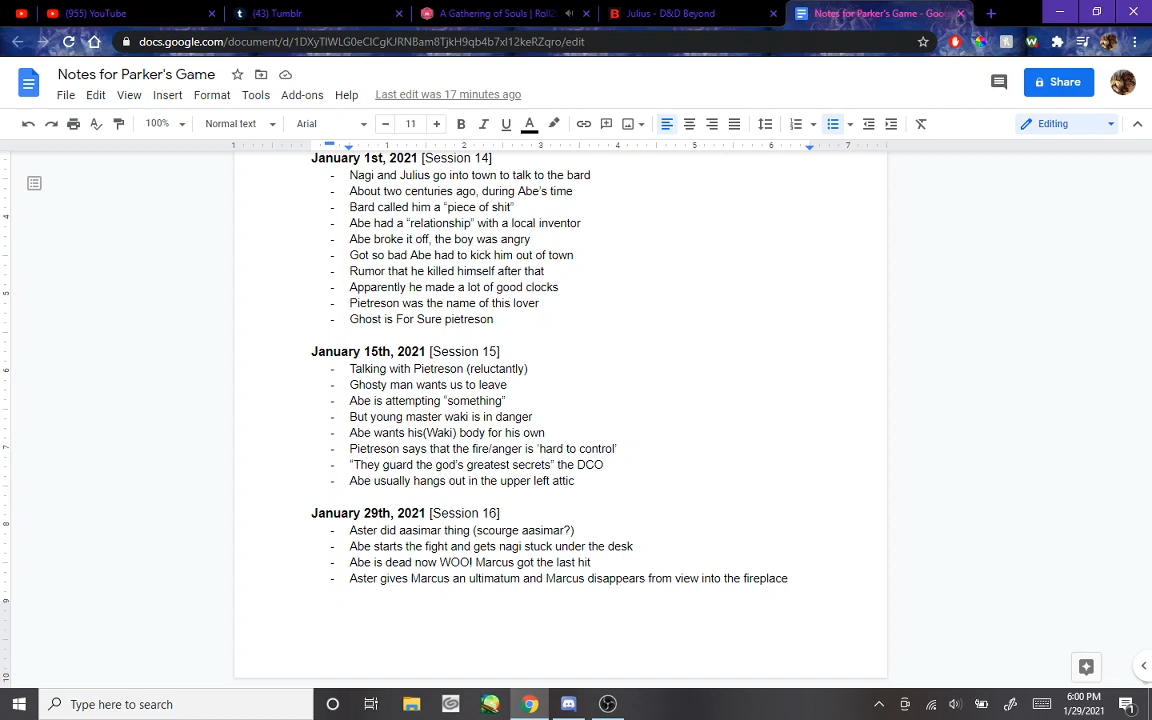 (955) YouTube
(43) Tumblr
A Gathering of Souls | Roll2
Julius - D&D Beyond
Notes for Parker's Game - Goo
docs.google.com/document/d/1DXyTlWLG0eCICgKJRNBam8TjkH9qb4b7xl12keRZqro/edit
Notes for Parker's Game
File Edit View Insert Format Tools Add-ons Help Last edit was 17 minutes ago
Share
100% Normal text Arial 11 Editing
1 1 2 3 4 5 6 7
January 1st, 2021 [Session 14]
- Nagi and Julius go into town to talk to the bard
- About two centuries ago, during Abe's time
- Bard called him a "piece of shit"
- Abe had a "relationship" with a local inventor
- Abe broke it off, the boy was angry
- Got so bad Abe had to kick him out of town
- Rumor that he killed himself after that
- Apparently he made a lot of good clocks
- Pietreson was the name of this lover
- Ghost is For Sure pietreson
January 15th, 2021 [Session 15]
- Talking with Pietreson (reluctantly)
- Ghosty man wants us to leave
- Abe is attempting "something"
- But young master waki is in danger
- Abe wants his(Waki) body for his own
- Pietreson says that the fire/anger is 'hard to control'
- "They guard the god's greatest secrets" the DCO
- Abe usually hangs out in the upper left attic
January 29th, 2021 [Session 16]
- Aster did aasimar thing (scourge aasimar?)
- Abe starts the fight and gets nagi stuck under the desk
- Abe is dead now WOO! Marcus got the last hit
- Aster gives Marcus an ultimatum and Marcus disappears from view into the fireplace
Type here to search
6:00 PM
1/29/2021
1